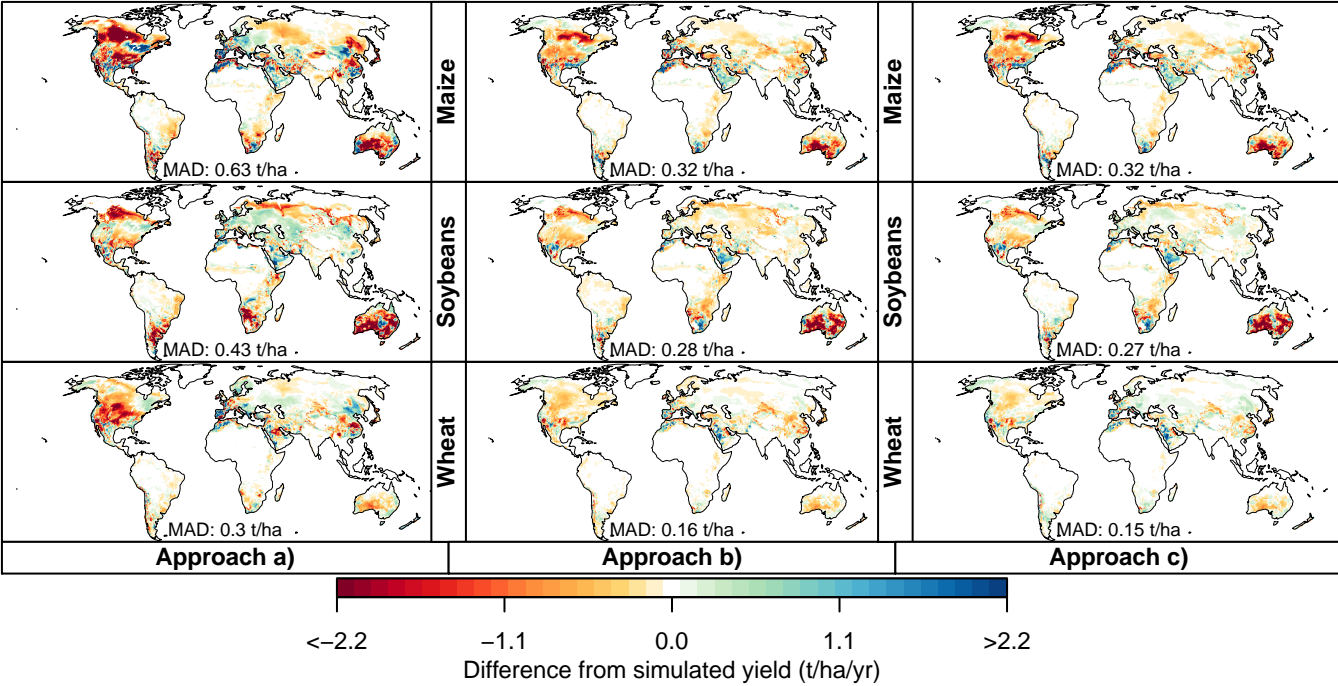 Maize
Maize
MAD: 0.63 t/ha
MAD: 0.32 t/ha
MAD: 0.32 t/ha
Soybeans
Soybeans
MAD: 0.43 t/ha
MAD: 0.28 t/ha
MAD: 0.27 t/ha
Wheat
Wheat
MAD: 0.3 t/ha
MAD: 0.16 t/ha
MAD: 0.15 t/ha
Approach a)
Approach b)
Approach c)
<−2.2
−1.1
0.0
1.1
>2.2
Difference from simulated yield (t/ha/yr)